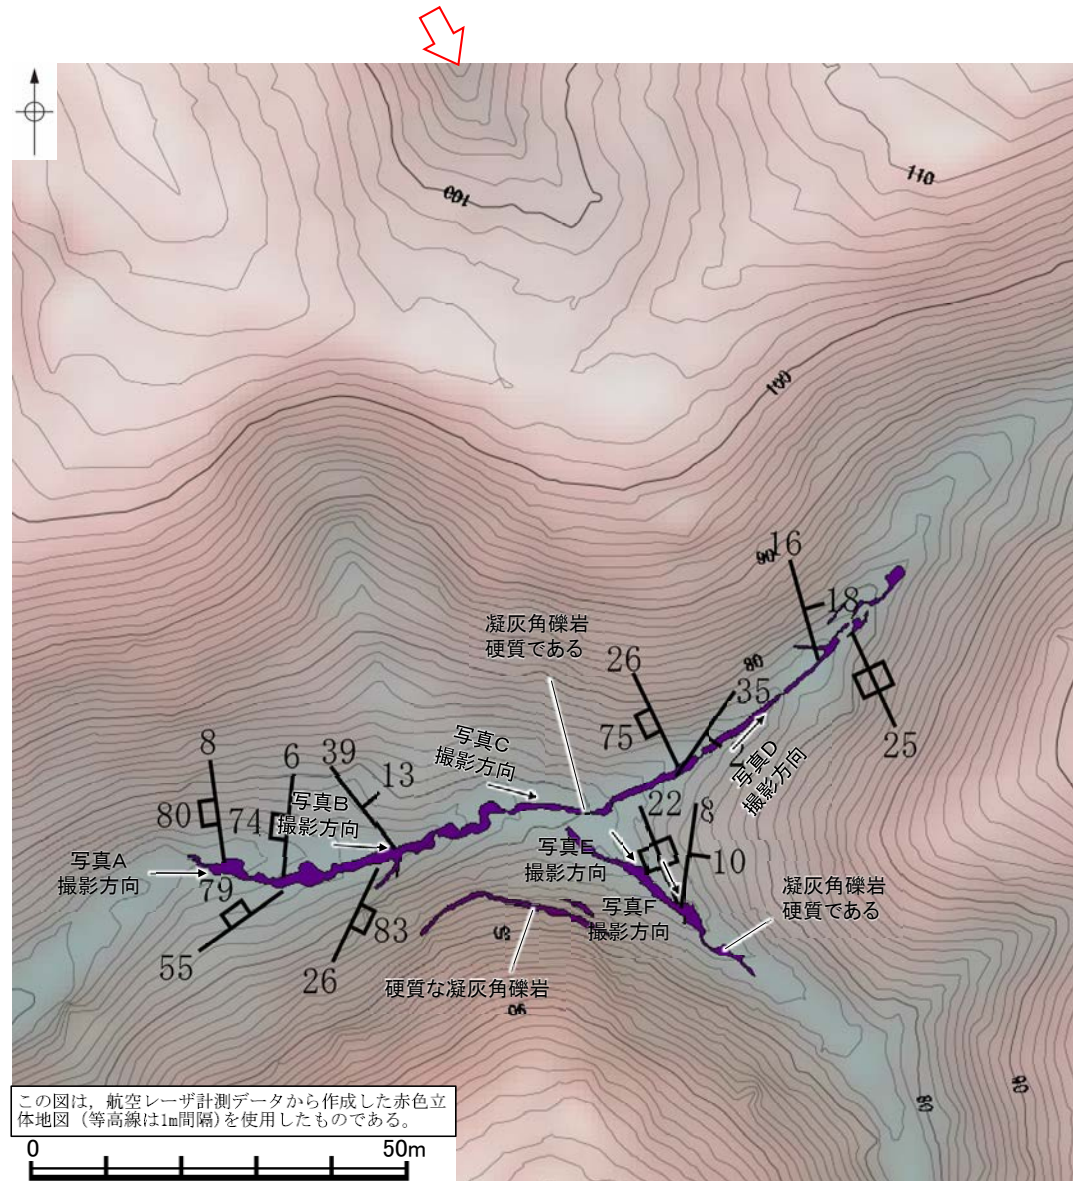 100
110
100
90
16
18
凝灰角礫岩
硬質である
26
80
35
75
写真C
撮影方向
写真D
撮影方向
25
8
6
39
13
80
74
写真B
撮影方向
22
8
写真A
撮影方向
79
写真E
撮影方向
10
凝灰角礫岩
硬質である
写真F
撮影方向
83
85
55
26
硬質な凝灰角礫岩
90
90
80
この図は，航空レーザ計測データから作成した赤色立
体地図（等高線は1m間隔)を使用したものである。
0
50m